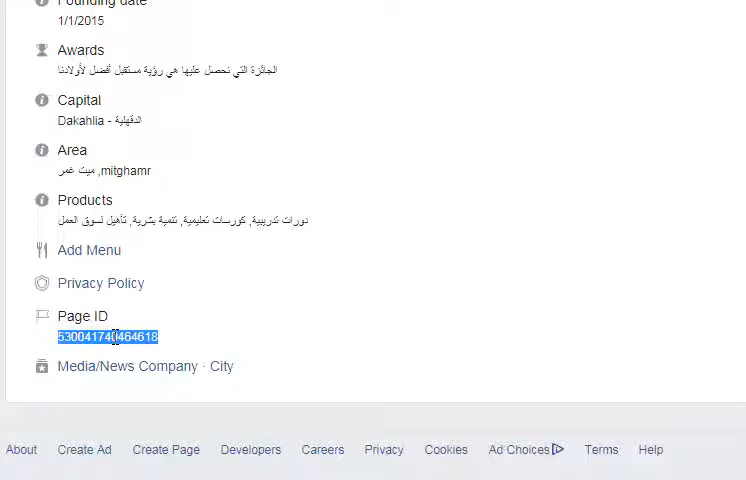 Founding date
1/1/2015
Awards
الجائزة التي نحصل عليها هي رؤية مستقبل أفضل لأولادنا
Capital
Dakahlia - الدقهلية
Area
mitghamr, ميت غمر
Products
دورات تدريبية, كورسات تعليمية, تنمية بشرية, تأهيل لسوق العمل
Add Menu
Privacy Policy
Page ID
530041740464618
Media/News Company · City
About Create Ad Create Page Developers Careers Privacy Cookies Ad Choices Terms Help